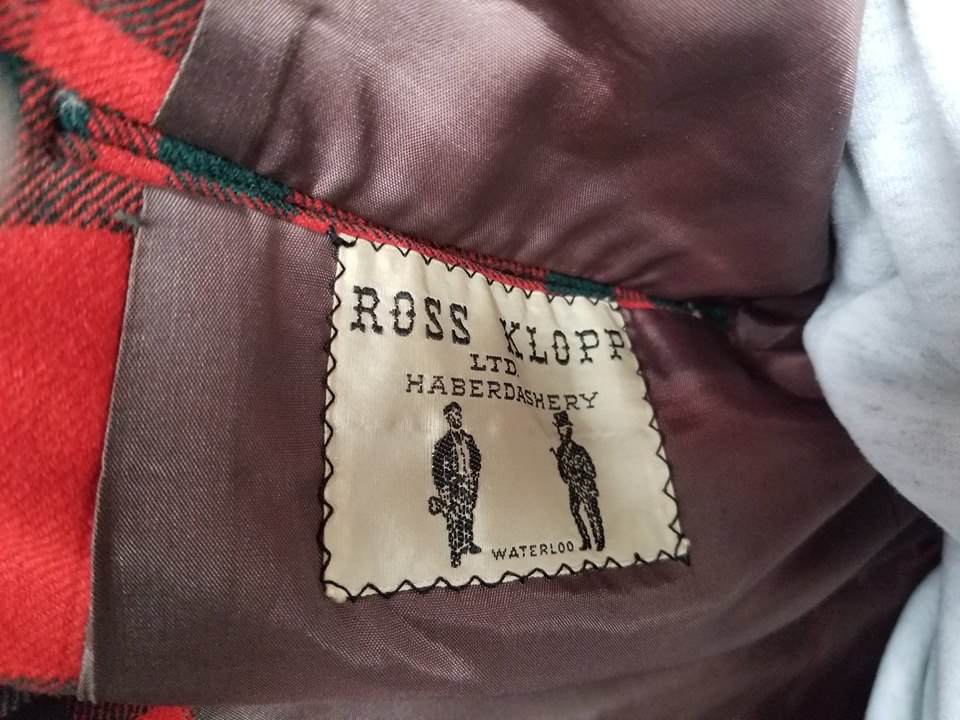 ROSS KLOPP
LTD.
HABERDASHERY
WATERLOO